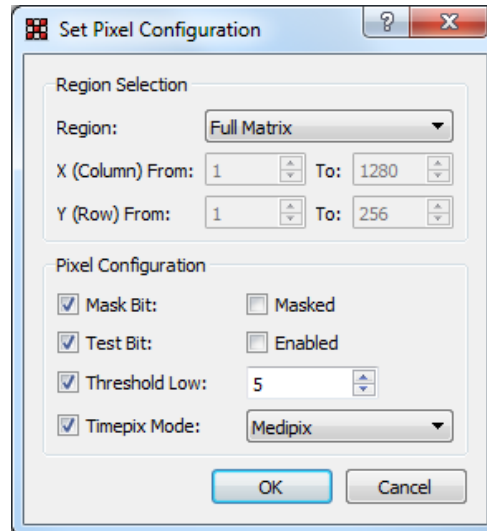 Set Pixel Configuration
Region Selection
Region: Full Matrix
X (Column) From: 1 To: 1280
Y (Row) From: 1 To: 256
Pixel Configuration
Mask Bit: Masked
Test Bit: Enabled
Threshold Low: 5
Timepix Mode: Medipix
OK Cancel